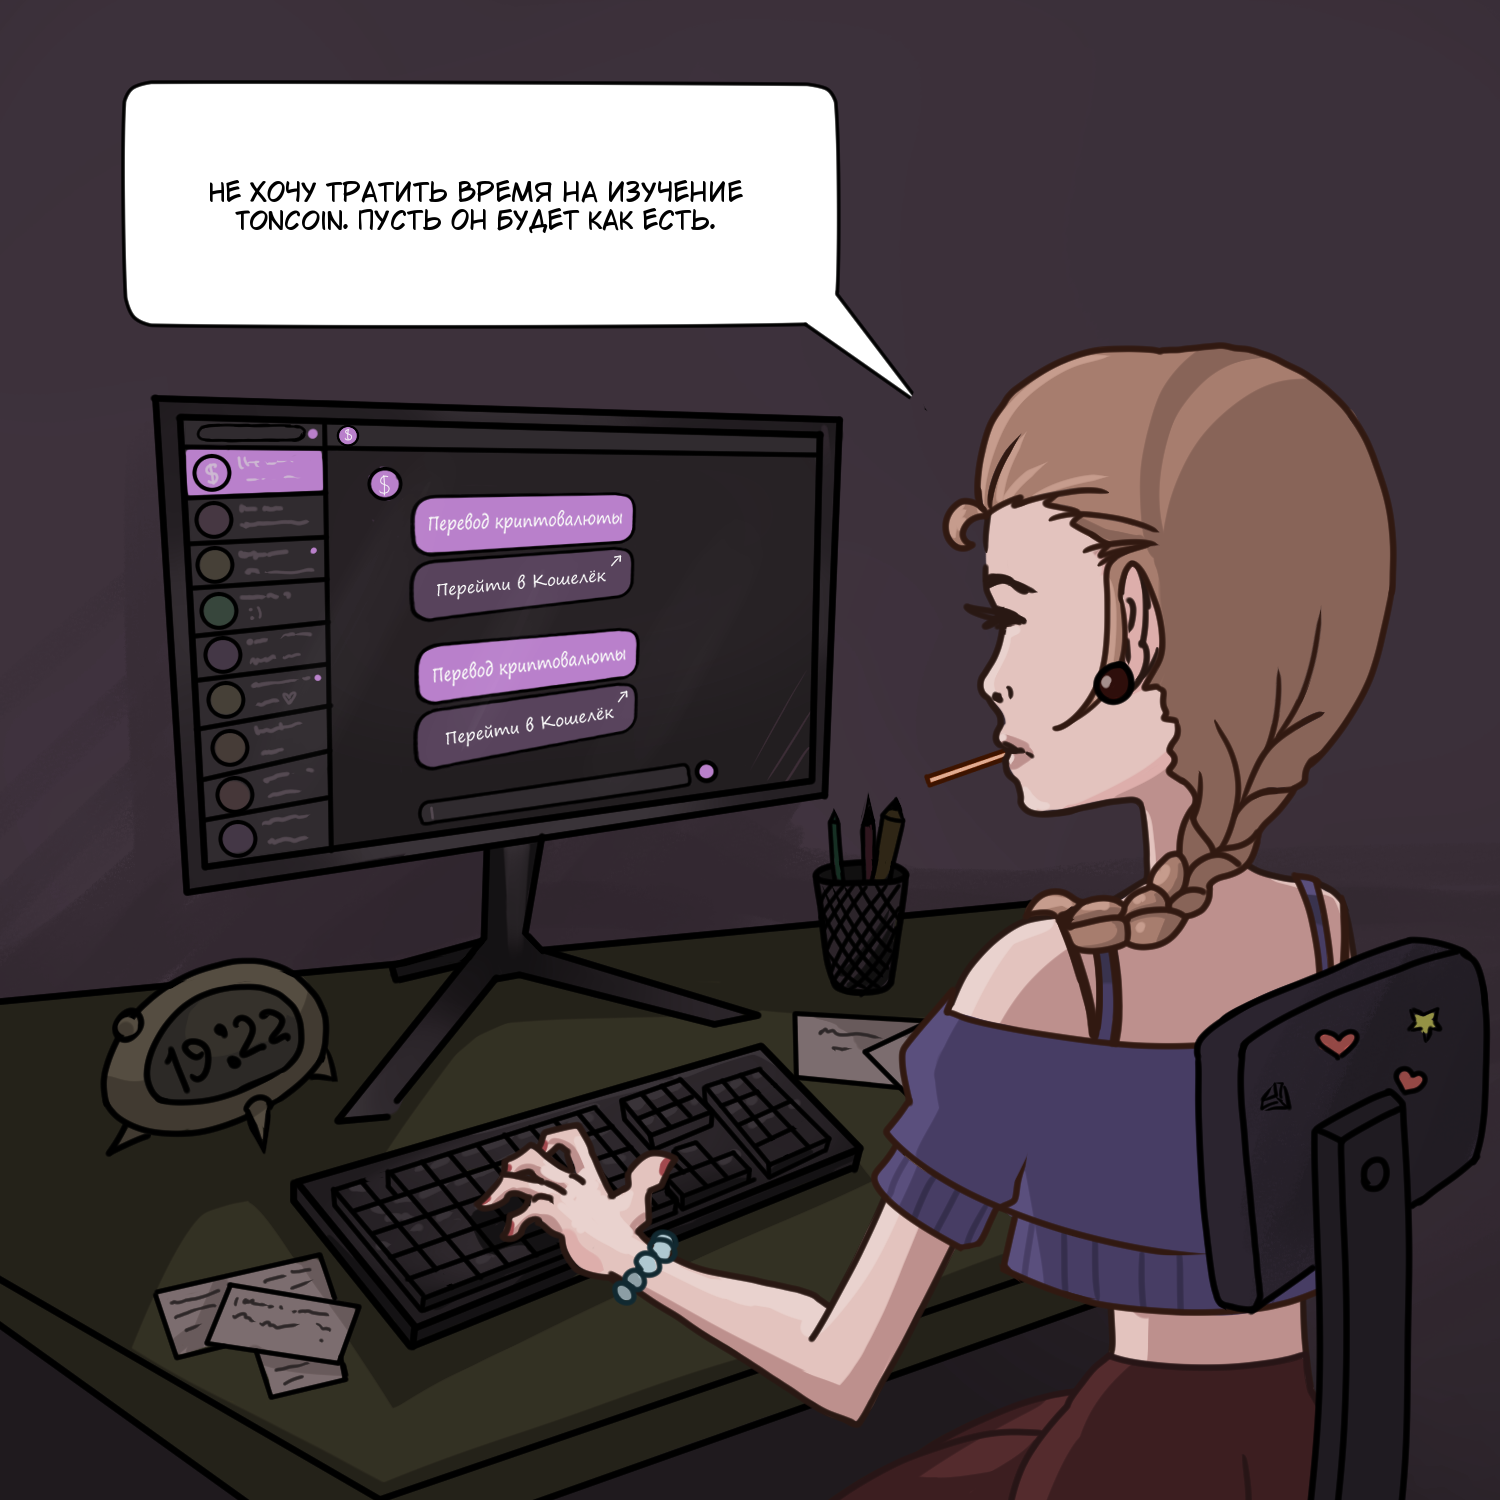 НЕ ХОЧУ ТРАТИТЬ ВРЕМЯ НА ИЗУЧЕНИЕ
TONCOIN. ПУСТЬ ОН БУДЕТ КАК ЕСТЬ.
$
$
$
Перевод криптовалюты
Перейти в Кошелёк
Перевод криптовалюты
Перейти в Кошелёк
:)
19:22